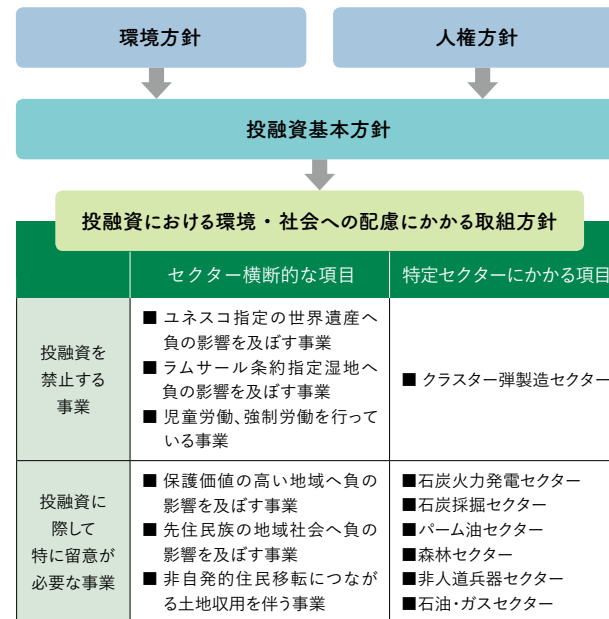 環境方針
人権方針
投融資基本方針
投融資における環境・社会への配慮にかかる取組方針
セクター横断的な項目
特定セクターにかかる項目
投融資を
禁止する
事業
■ ユネスコ指定の世界遺産へ
負の影響を及ぼす事業
■ ラムサール条約指定湿地へ
負の影響を及ぼす事業
■ 児童労働、強制労働を行って
いる事業
■ クラスター弾製造セクター
投融資に
際して
特に留意が
必要な事業
■ 保護価値の高い地域へ負の
影響を及ぼす事業
■ 先住民族の地域社会へ負の
影響を及ぼす事業
■ 非自発的住民移転につなが
る土地収用を伴う事業
■石炭火力発電セクター
■石炭採掘セクター
■パーム油セクター
■森林セクター
■非人道兵器セクター
■石油・ガスセクター